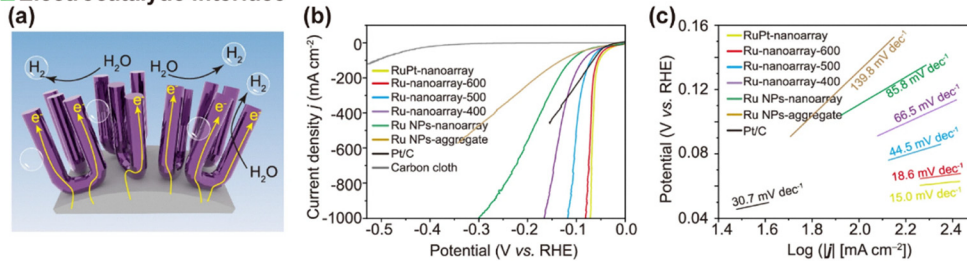 (a)
H₂
H₂O
H₂O
H₂
H₂
e⁻
e⁻
e⁻
e⁻
H₂O
(b)
Current density j (mA cm⁻²)
0
-200
-400
-600
-800
-1000
RuPt-nanoarray
Ru-nanoarray-600
Ru-nanoarray-500
Ru-nanoarray-400
Ru NPs-nanoarray
Ru NPs-aggregate
Pt/C
Carbon cloth
-0.5
-0.4
-0.3
-0.2
-0.1
0.0
Potential (V vs. RHE)
(c)
Potential (V vs. RHE)
0.16
0.12
0.08
0.04
RuPt-nanoarray
Ru-nanoarray-600
Ru-nanoarray-500
Ru-nanoarray-400
Ru NPs-nanoarray
Ru NPs-aggregate
Pt/C
139.8 mV dec⁻¹
85.8 mV dec⁻¹
66.5 mV dec⁻¹
44.5 mV dec⁻¹
18.6 mV dec⁻¹
15.0 mV dec⁻¹
30.7 mV dec⁻¹
1.4
1.6
1.8
2.0
2.2
2.4
Log (|j| [mA cm⁻²])